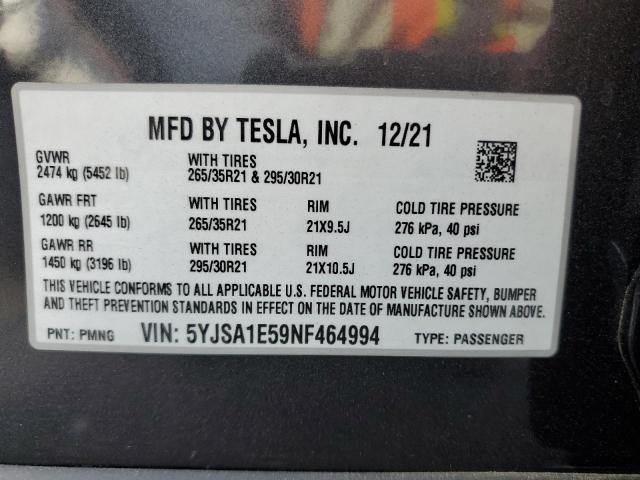 MFD BY TESLA, INC. 12/21
GVWR WITH TIRES
2474 kg (5452 lb) 265/35R21 & 295/30R21
GAWR FRT WITH TIRES RIM COLD TIRE PRESSURE
1200 kg (2645 lb) 265/35R21 21X9.5J 276 kPa, 40 psi
GAWR RR WITH TIRES RIM COLD TIRE PRESSURE
1450 kg (3196 lb) 295/30R21 21X10.5J 276 kPa, 40 psi
THIS VEHICLE CONFORMS TO ALL APPLICABLE U.S. FEDERAL MOTOR VEHICLE SAFETY, BUMPER
AND THEFT PREVENTION STANDARDS IN EFFECT ON THE DATE OF MANUFACTURE SHOWN ABOVE.
PNT: PMNG VIN: 5YJSA1E59NF464994 TYPE: PASSENGER